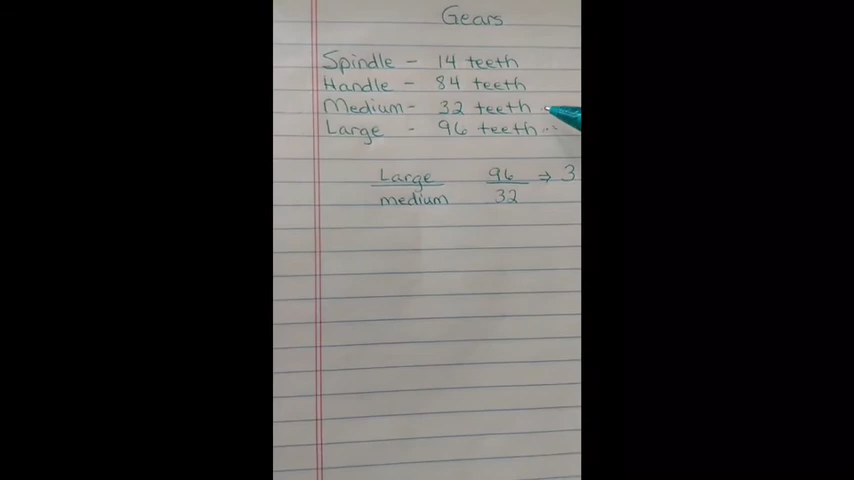 Gears
Spindle - 14 teeth
Handle - 84 teeth
Medium - 32 teeth
Large - 96 teeth
Large 96 ⇒ 3
medium 32